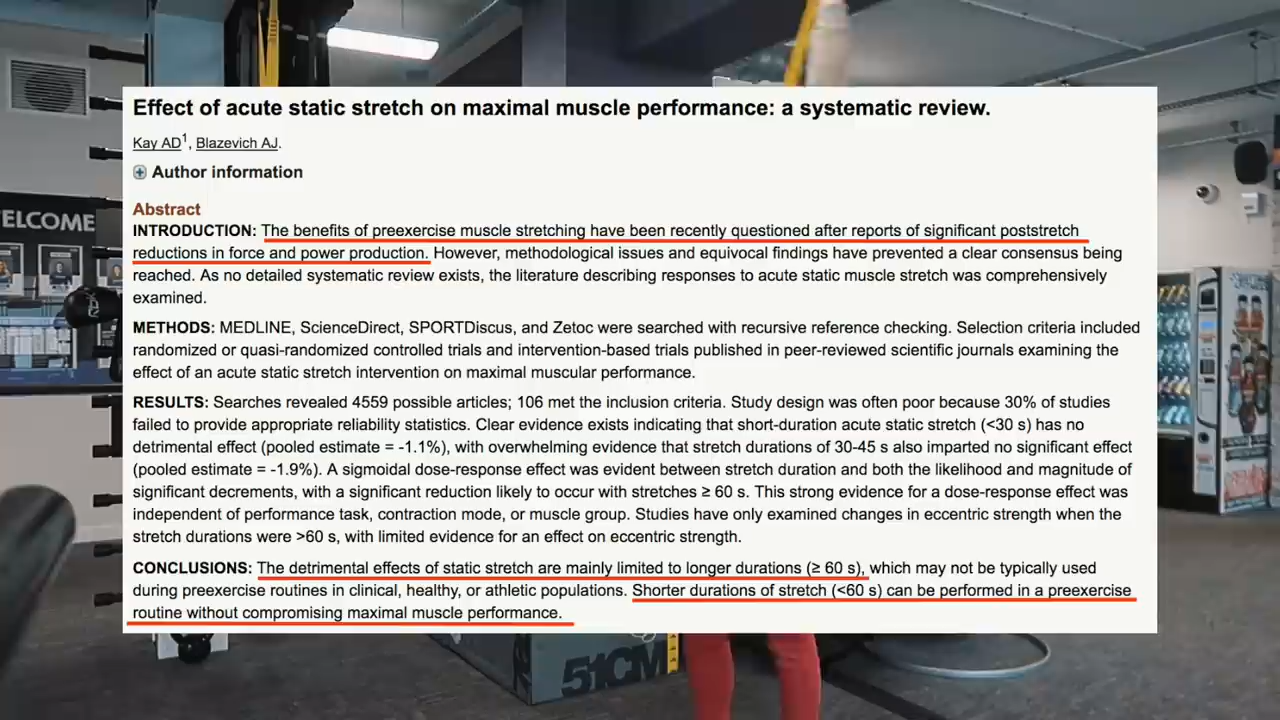 Effect of acute static stretch on maximal muscle performance: a systematic review.
Kay AD1, Blazevich AJ.
Author information
Abstract
INTRODUCTION: The benefits of preexercise muscle stretching have been recently questioned after reports of significant poststretch
reductions in force and power production. However, methodological issues and equivocal findings have prevented a clear consensus being
reached. As no detailed systematic review exists, the literature describing responses to acute static muscle stretch was comprehensively
examined.
METHODS: MEDLINE, ScienceDirect, SPORTDiscus, and Zetoc were searched with recursive reference checking. Selection criteria included
randomized or quasi-randomized controlled trials and intervention-based trials published in peer-reviewed scientific journals examining the
effect of an acute static stretch intervention on maximal muscular performance.
RESULTS: Searches revealed 4559 possible articles; 106 met the inclusion criteria. Study design was often poor because 30% of studies
failed to provide appropriate reliability statistics. Clear evidence exists indicating that short-duration acute static stretch (<30 s) has no
detrimental effect (pooled estimate = -1.1%), with overwhelming evidence that stretch durations of 30-45 s also imparted no significant effect
(pooled estimate = -1.9%). A sigmoidal dose-response effect was evident between stretch duration and both the likelihood and magnitude of
significant decrements, with a significant reduction likely to occur with stretches ≥ 60 s. This strong evidence for a dose-response effect was
independent of performance task, contraction mode, or muscle group. Studies have only examined changes in eccentric strength when the
stretch durations were >60 s, with limited evidence for an effect on eccentric strength.
CONCLUSIONS: The detrimental effects of static stretch are mainly limited to longer durations (≥ 60 s), which may not be typically used
during preexercise routines in clinical, healthy, or athletic populations. Shorter durations of stretch (<60 s) can be performed in a preexercise
routine without compromising maximal muscle performance.
ELCOME
51CM